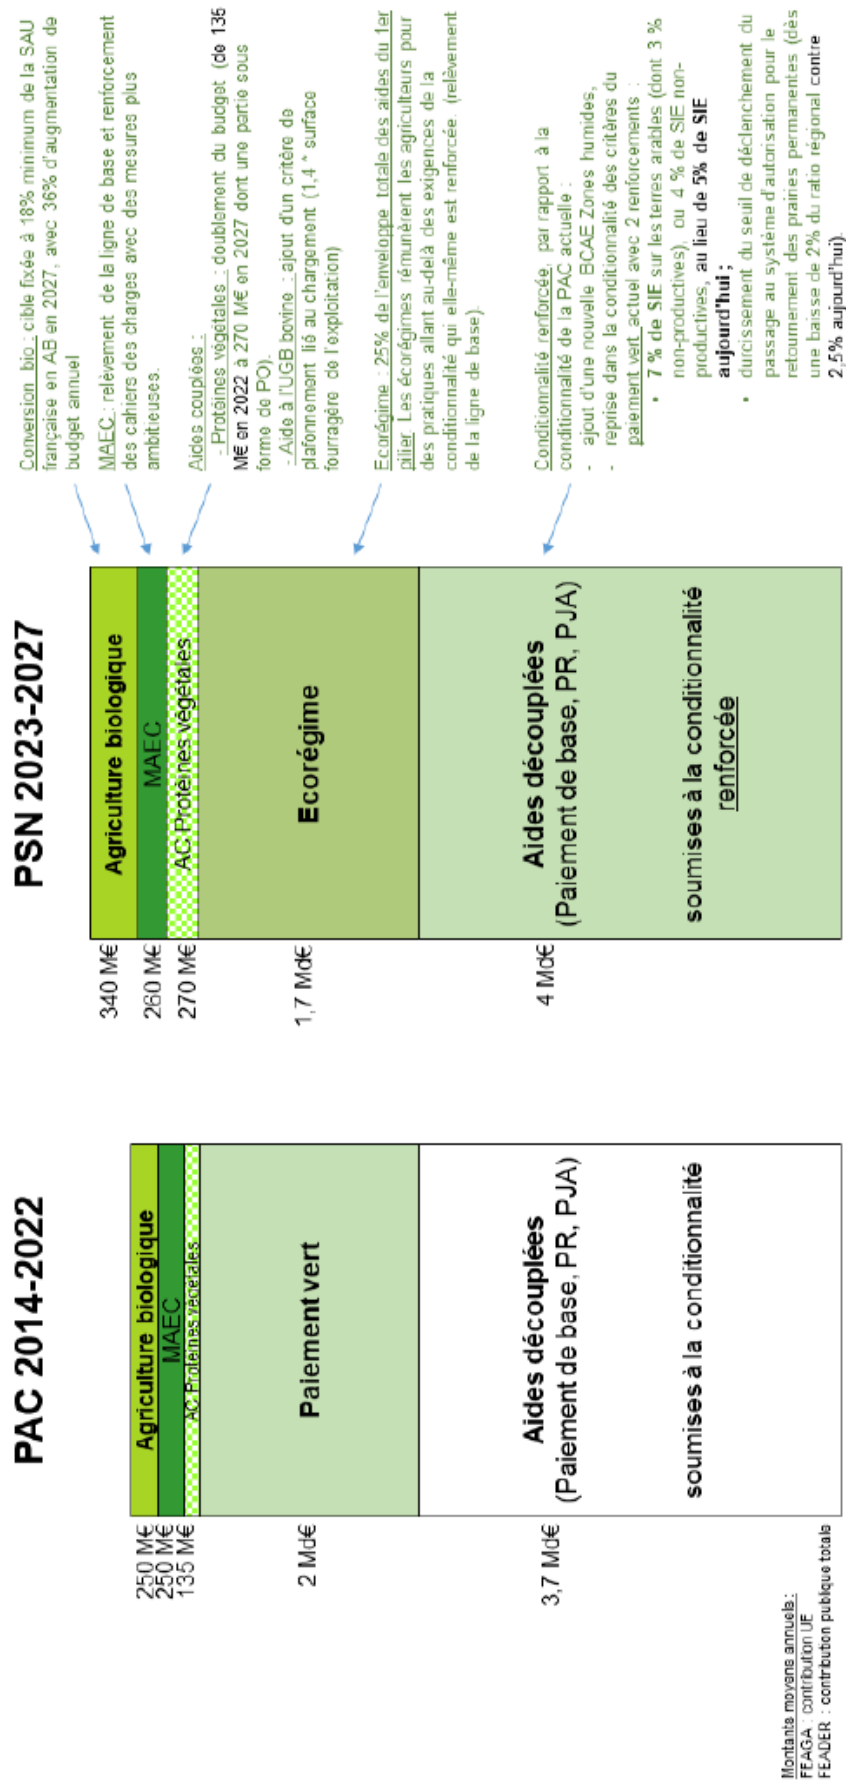 PAC 2014-2022
250 M€
250 M€
135 M€
2 Md€
3,7 Md€
Agriculture biologique
MAEC
AC Protéines végétales
Paiement vert
Aides découplées
(Paiement de base, PR, PJA)
soumises à la conditionnalité
Montants moyens annuels :
FEAGA : contribution UE
FEADER : contribution publique totale
PSN 2023-2027
340 M€
260 M€
270 M€
1,7 Md€
4 Md€
Agriculture biologique
MAEC
AC Protéines végétales
Ecorégime
Aides découplées
(Paiement de base, PR, PJA)
soumises à la conditionnalité
renforcée
Conversion bio : cible fixée à 18% minimum de la SAU
française en AB en 2027, avec 36% d'augmentation de
budget annuel
MAEC : relèvement de la ligne de base et renforcement
des cahiers des charges avec des mesures plus
ambitieuses.
Aides couplées :
- Protéines végétales : doublement du budget (de 135
M€ en 2022 à 270 M€ en 2027 dont une partie sous
forme de PO).
- Aide à l'UGB bovine : ajout d'un critère de
plafonnement lié au chargement (1,4 * surface
fourragère de l'exploitation)
Ecorégime : 25% de l'enveloppe totale des aides du 1er
pilier. Les écorégimes rémunèrent les agriculteurs pour
des pratiques allant au-delà des exigences de la
conditionnalité qui elle-même est renforcée. (relèvement
de la ligne de base).
Conditionnalité renforcée, par rapport à la
conditionnalité de la PAC actuelle :
- ajout d'une nouvelle BCAE Zones humides,
- reprise dans la conditionnalité des critères du
paiement vert actuel avec 2 renforcements :
• 7 % de SIE sur les terres arables (dont 3 %
non-productives), ou 4 % de SIE non-
productives, au lieu de 5% de SIE
aujourd'hui ;
• durcissement du seuil de déclenchement du
passage au système d'autorisation pour le
retournement des prairies permanentes (dès
une baisse de 2% du ratio régional contre
2,5% aujourd'hui).